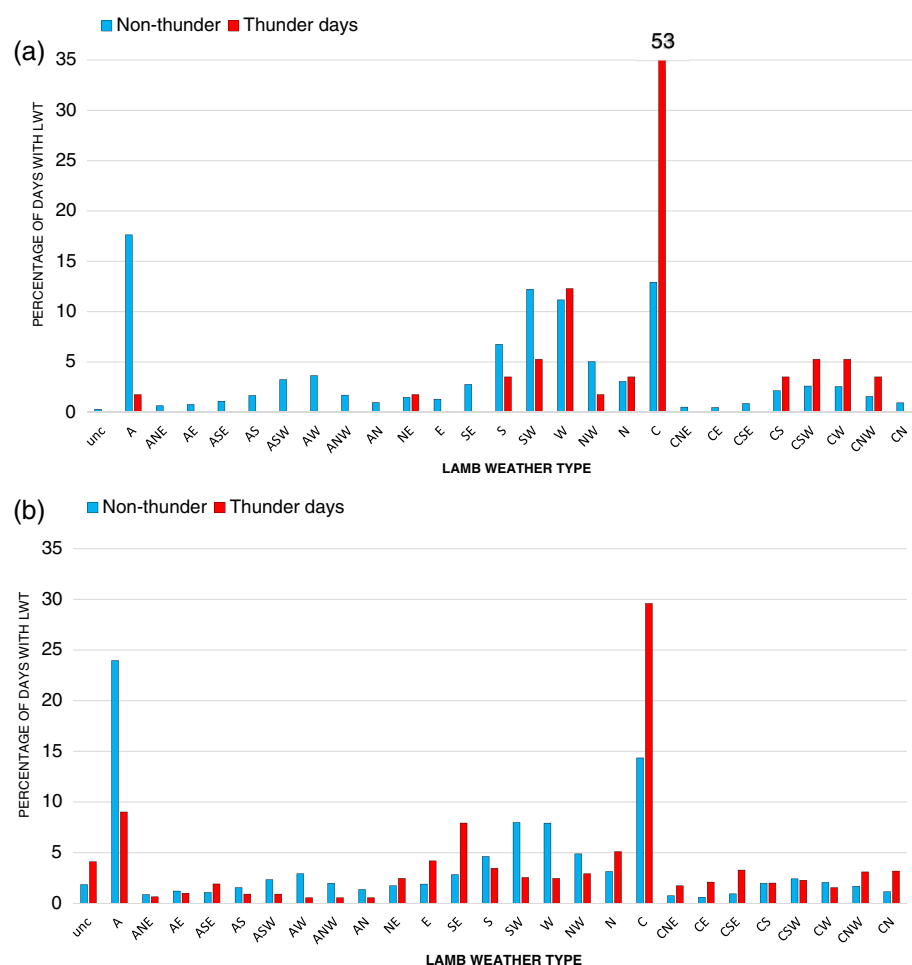 Non-thunder Thunder days
(a)
53
PERCENTAGE OF DAYS WITH LWT
35
30
25
20
15
10
5
0
unc A ANE AE ASE AS ASW AW ANW AN NE E SE S SW W NW N C CNE CE CSE CS CSW CW CNW CN
LAMB WEATHER TYPE
(b)
Non-thunder Thunder days
PERCENTAGE OF DAYS WITH LWT
35
30
25
20
15
10
5
0
unc A ANE AE ASE AS ASW AW ANW AN NE E SE S SW W NW N C CNE CE CSE CS CSW CW CNW CN
LAMB WEATHER TYPE